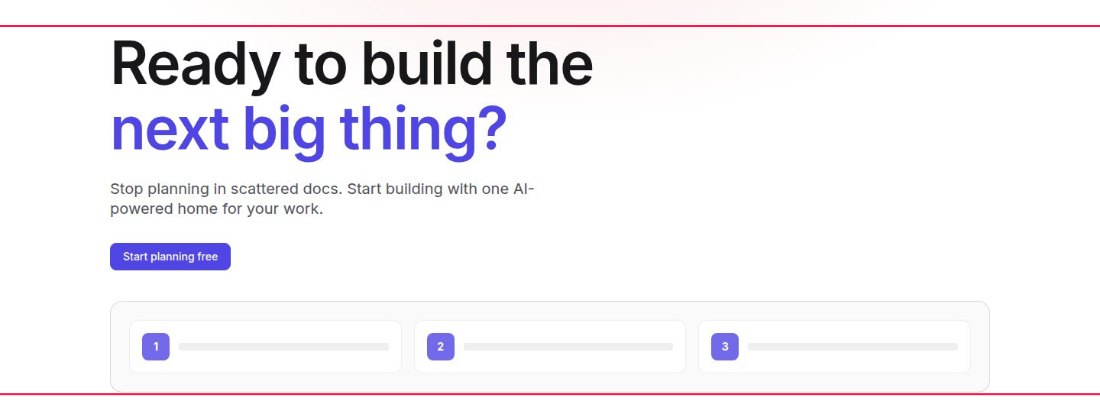 Ready to build the
next big thing?
Stop planning in scattered docs. Start building with one AI-
powered home for your work.
Start planning free
1
2
3